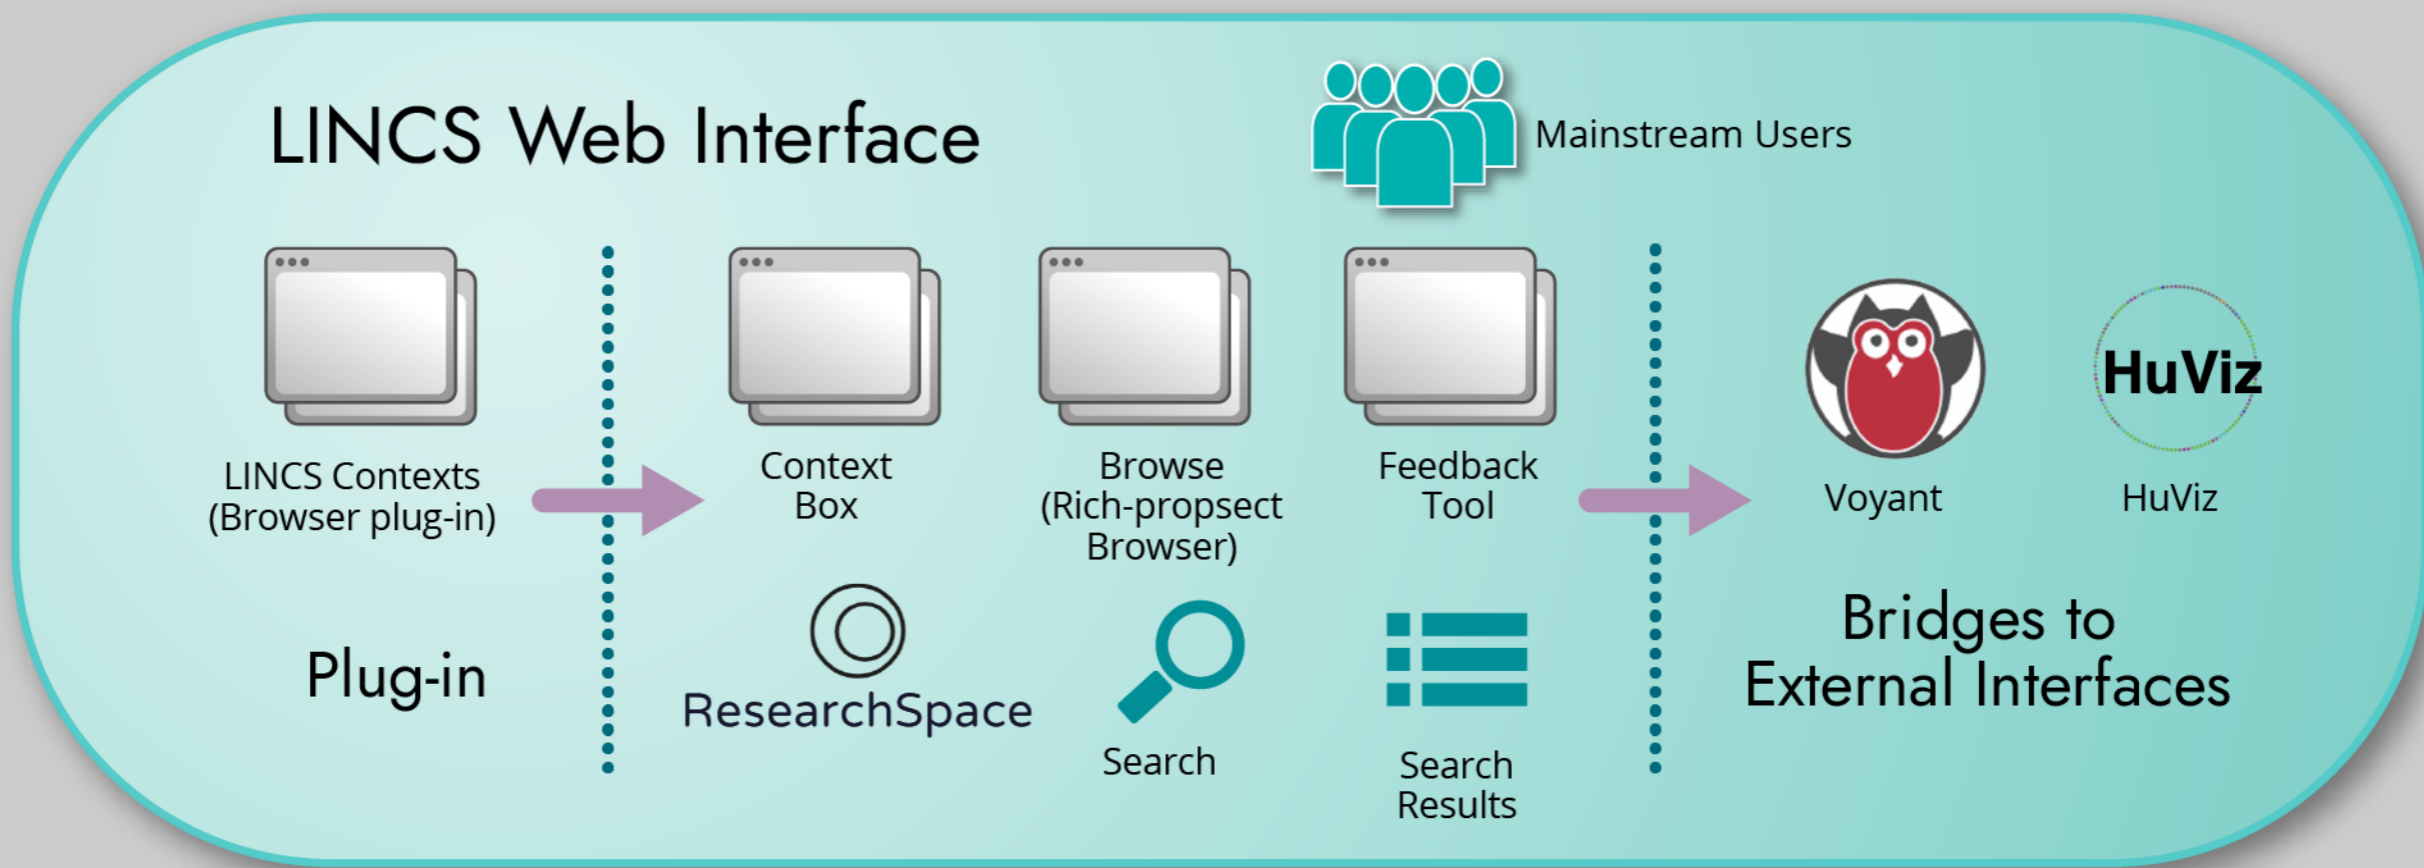 LINCS Web Interface
Mainstream Users
LINCS Contexts
(Browser plug-in)
Plug-in
Context
Box
Browse
(Rich-propsect
Browser)
Feedback
Tool
ResearchSpace
Search
Search
Results
HuViz
Voyant
HuViz
Bridges to
External Interfaces